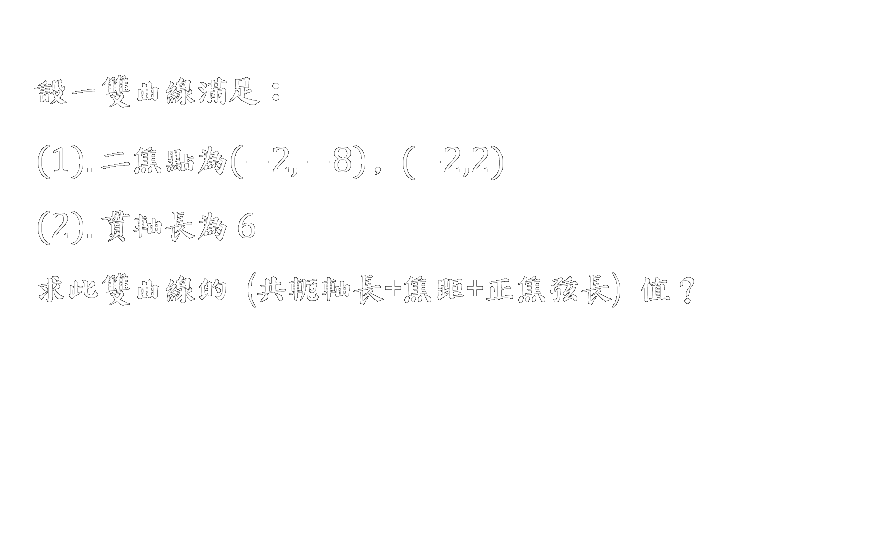 設一雙曲線滿足：
(1).二焦點為(−2,−8)，(−2,2)
(2).貫軸長為 6
求此雙曲線的（共軛軸長+焦距+正焦弦長）值？